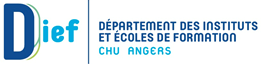 Dief
DÉPARTEMENT DES INSTITUTS
ET ÉCOLES DE FORMATION
CHU ANGERS